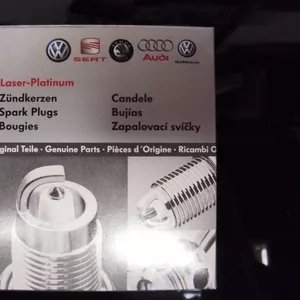 SEAT
Audi
Laser-Platinum
Zündkerzen Candele
Spark Plugs Bujías
Bougies Zapalovací svíčky
ginal Teile · Genuine Parts · Pièces d´Origine · Ricambi O